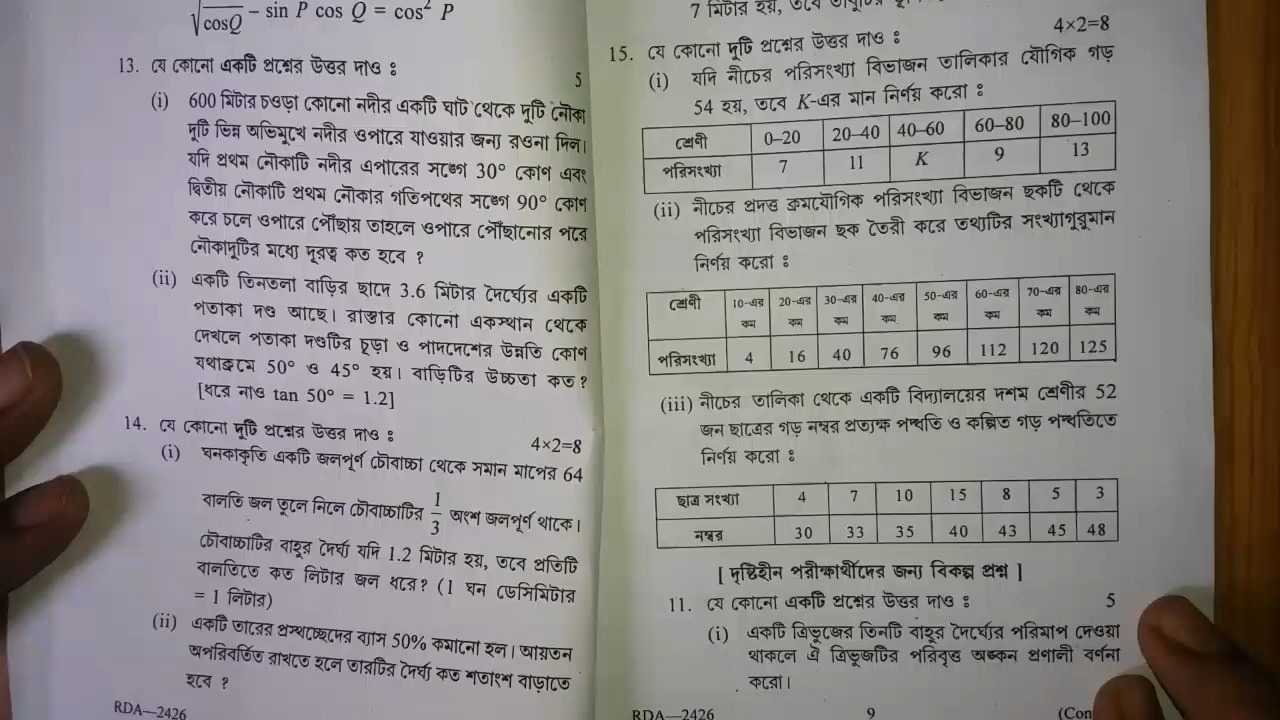 √cosQ − sin P cos Q = cos² P
13. যে কোনো একটি প্রশ্নের উত্তর দাও : 5
(i) 600 মিটার চওড়া কোনো নদীর একটি ঘাট থেকে দুটি নৌকা
দুটি ভিন্ন অভিমুখে নদীর ওপারে যাওয়ার জন্য রওনা দিল।
যদি প্রথম নৌকাটি নদীর এপারের সঙ্গে 30° কোণ এবং
দ্বিতীয় নৌকাটি প্রথম নৌকার গতিপথের সঙ্গে 90° কোণ
করে চলে ওপারে পৌঁছায় তাহলে ওপারে পৌঁছানোর পরে
নৌকাদুটির মধ্যে দূরত্ব কত হবে ?
(ii) একটি তিনতলা বাড়ির ছাদে 3.6 মিটার দৈর্ঘ্যের একটি
পতাকা দণ্ড আছে। রাস্তার কোনো একস্থান থেকে
দেখলে পতাকা দণ্ডটির চূড়া ও পাদদেশের উন্নতি কোণ
যথাক্রমে 50° ও 45° হয়। বাড়িটির উচ্চতা কত?
[ধরে নাও tan 50° = 1.2]
14. যে কোনো দুটি প্রশ্নের উত্তর দাও : 4×2=8
(i) ঘনকাকৃতি একটি জলপূর্ণ চৌবাচ্চা থেকে সমান মাপের 64
বালতি জল তুলে নিলে চৌবাচ্চাটির 1/3 অংশ জলপূর্ণ থাকে।
চৌবাচ্চাটির বাহুর দৈর্ঘ্য যদি 1.2 মিটার হয়, তবে প্রতিটি
বালতিতে কত লিটার জল ধরে? (1 ঘন ডেসিমিটার
= 1 লিটার)
(ii) একটি তারের প্রস্থচ্ছেদের ব্যাস 50% কমানো হল। আয়তন
অপরিবর্তিত রাখতে হলে তারটির দৈর্ঘ্য কত শতাংশ বাড়াতে
হবে ?
RDA—2426
7 মিটার হয়, তবে
15. যে কোনো দুটি প্রশ্নের উত্তর দাও : 4×2=8
(i) যদি নীচের পরিসংখ্যা বিভাজন তালিকার যৌগিক গড়
54 হয়, তবে K-এর মান নির্ণয় করো :
শ্রেণী 0–20 20–40 40–60 60–80 80–100
পরিসংখ্যা 7 11 K 9 13
(ii) নীচের প্রদত্ত ক্রমযৌগিক পরিসংখ্যা বিভাজন ছকটি থেকে
পরিসংখ্যা বিভাজন ছক তৈরী করে তথ্যটির সংখ্যাগুরুমান
নির্ণয় করো :
শ্রেণী 10-এর কম 20-এর কম 30-এর কম 40-এর কম 50-এর কম 60-এর কম 70-এর কম 80-এর কম
পরিসংখ্যা 4 16 40 76 96 112 120 125
(iii) নীচের তালিকা থেকে একটি বিদ্যালয়ের দশম শ্রেণীর 52
জন ছাত্রের গড় নম্বর প্রত্যক্ষ পদ্ধতি ও কল্পিত গড় পদ্ধতিতে
নির্ণয় করো :
ছাত্র সংখ্যা 4 7 10 15 8 5 3
নম্বর 30 33 35 40 43 45 48
[ দৃষ্টিহীন পরীক্ষার্থীদের জন্য বিকল্প প্রশ্ন ]
11. যে কোনো একটি প্রশ্নের উত্তর দাও : 5
(i) একটি ত্রিভুজের তিনটি বাহুর দৈর্ঘ্যের পরিমাপ দেওয়া
থাকলে ঐ ত্রিভুজটির পরিবৃত্ত অঙ্কন প্রণালী বর্ণনা
করো।
RDA—2426 9 (Con